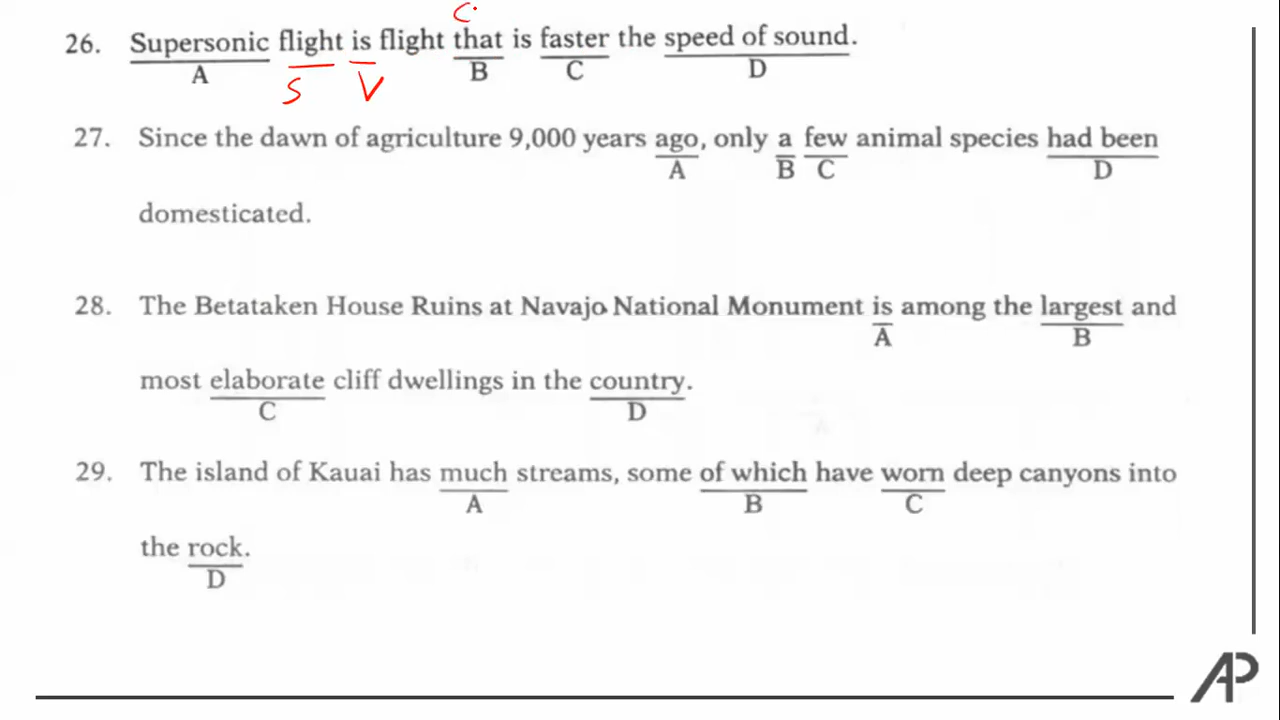 C
26. Supersonic flight is flight that is faster the speed of sound.
A B C D
S V
27. Since the dawn of agriculture 9,000 years ago, only a few animal species had been
A B C D
domesticated.
28. The Betataken House Ruins at Navajo National Monument is among the largest and
A B
most elaborate cliff dwellings in the country.
C D
29. The island of Kauai has much streams, some of which have worn deep canyons into
A B C
the rock.
D
AP